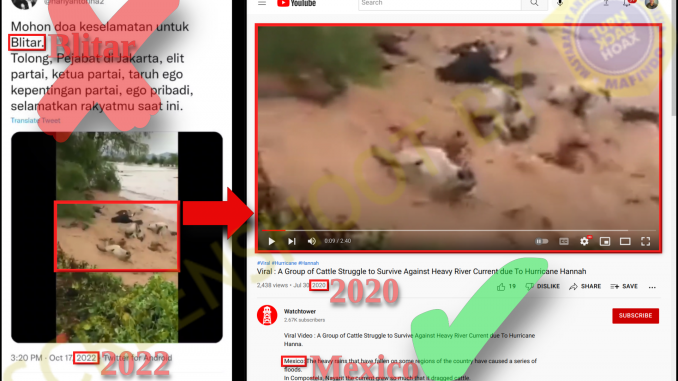 Mohon doa keselamatan untuk
Blitar.
Blitar
Tolong, Pejabat di Jakarta, elit
partai, ketua partai, taruh ego
kepentingan partai, ego pribadi,
selamatkan rakyatmu saat ini.
Translate Tweet
3:20 PM · Oct 17, 2022 · Twitter for Android
2022
YouTube
Search
TURN
BACK
HOAX
0:09 / 2:40
#Viral #Hurricane #Hannah
Viral : A Group of Cattle Struggle to Survive Against Heavy River Current due To Hurricane Hannah
2,438 views • Jul 30, 2020
2020
19 DISLIKE SHARE SAVE
Watchtower
2.67K subscribers
SUBSCRIBE
Viral Video : A Group of Cattle Struggle to Survive Against Heavy River Current due To Hurricane
Hanna.
Mexico
Mexico: The heavy rains that have fallen on some regions of the country have caused a series of
floods.
In Compostela, Nayarit the current grew so much that it dragged cattle.